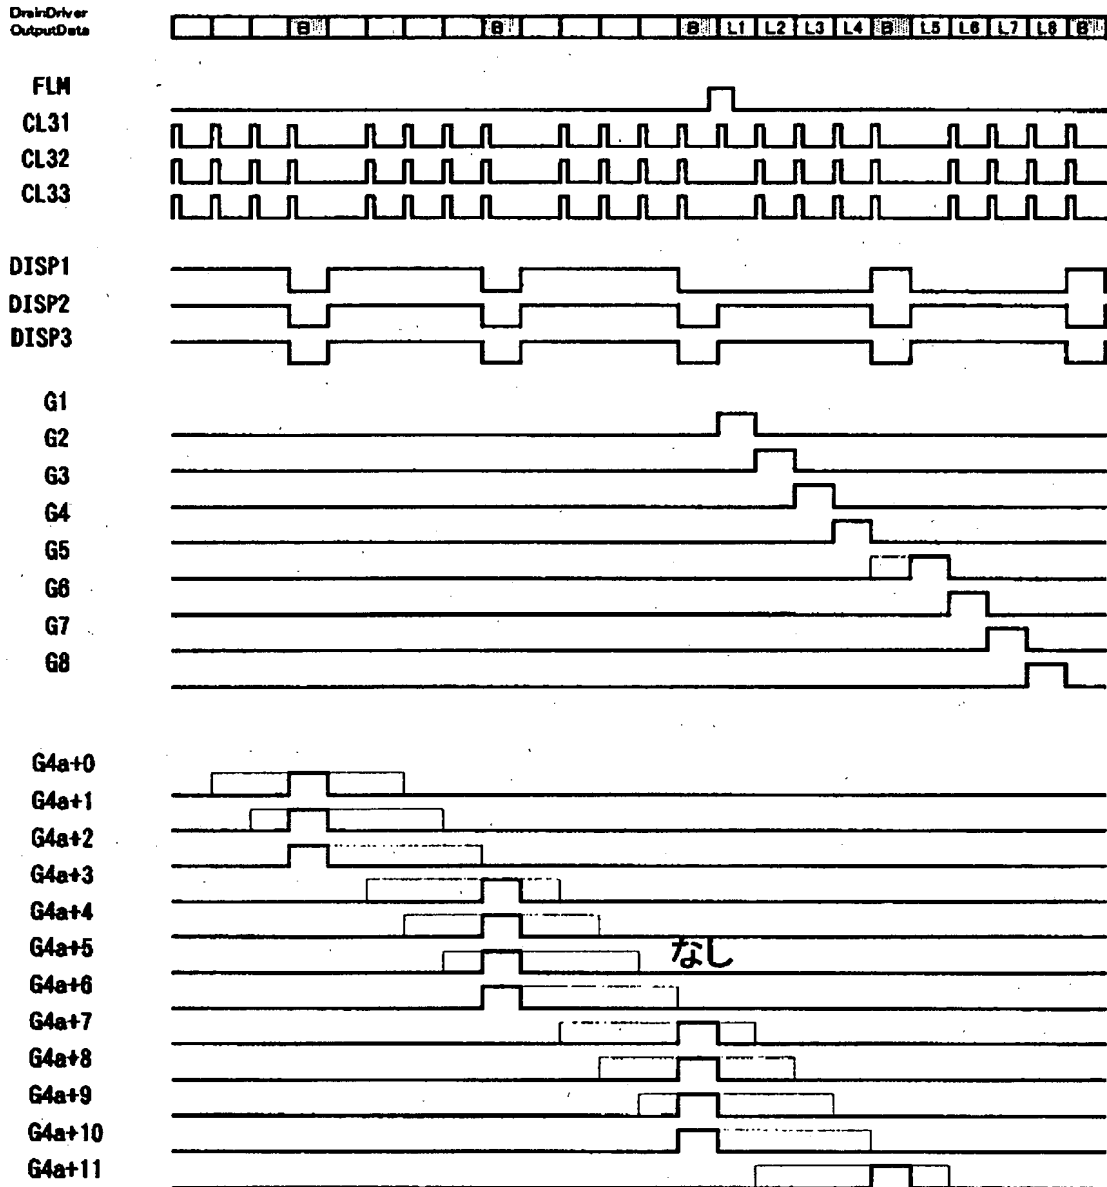 DrainDriver
OutputData
B B B L1 L2 L3 L4 B L5 L6 L7 L8 B
FLM
CL31
CL32
CL33
DISP1
DISP2
DISP3
G1
G2
G3
G4
G5
G6
G7
G8
G4a+0
G4a+1
G4a+2
G4a+3
G4a+4
G4a+5
なし
G4a+6
G4a+7
G4a+8
G4a+9
G4a+10
G4a+11